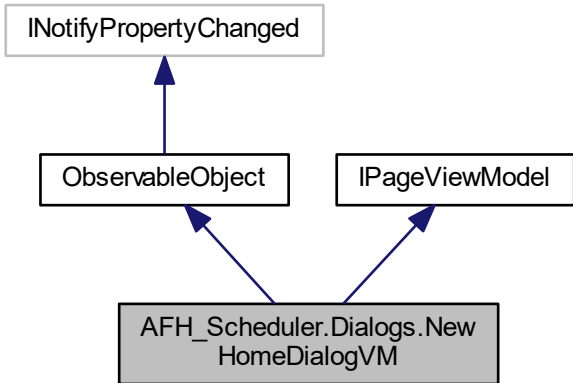 INotifyPropertyChanged
ObservableObject
IPageViewModel
AFH_Scheduler.Dialogs.New
HomeDialogVM